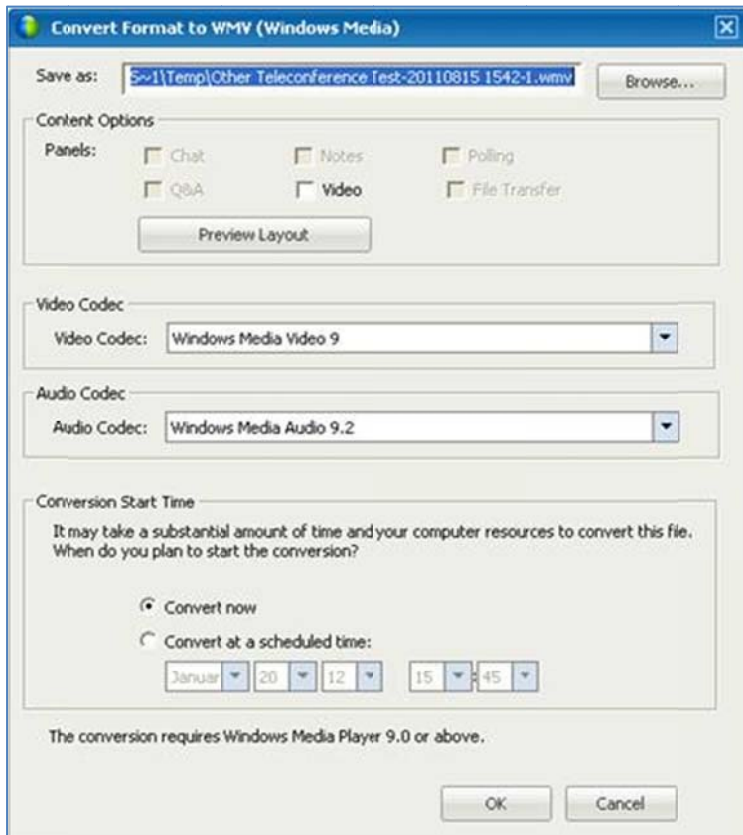 Convert Format to WMV (Windows Media)
Save as: S~1\Temp\Other Teleconference Test-20110815 1542-1.wmv Browse...
Content Options
Panels: Chat Notes Polling
Q&A Video File Transfer
Preview Layout
Video Codec
Video Codec: Windows Media Video 9
Audio Codec
Audio Codec: Windows Media Audio 9.2
Conversion Start Time
It may take a substantial amount of time and your computer resources to convert this file.
When do you plan to start the conversion?
Convert now
Convert at a scheduled time:
Januar 20 12 15 : 45
The conversion requires Windows Media Player 9.0 or above.
OK Cancel